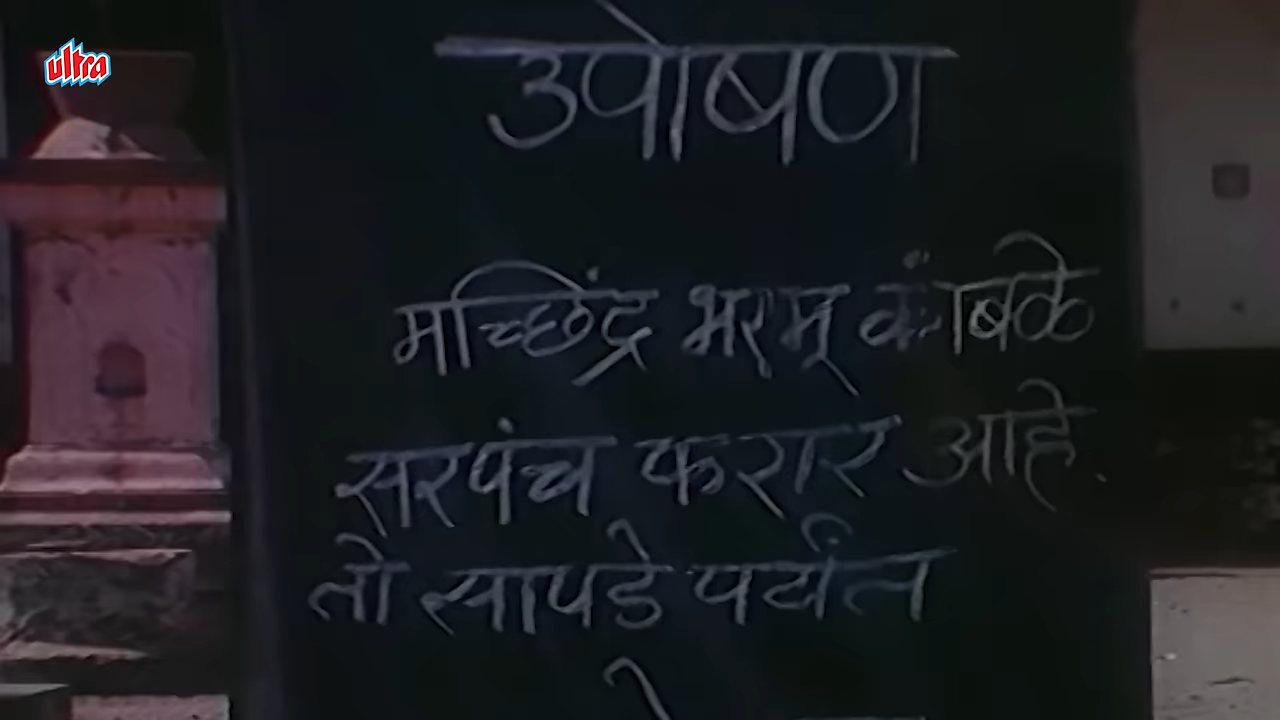 ultra
उपोषण
मच्छिंद्र भरमू कांबळे
सरपंच फरार आहे.
तो सापडे पर्यंत